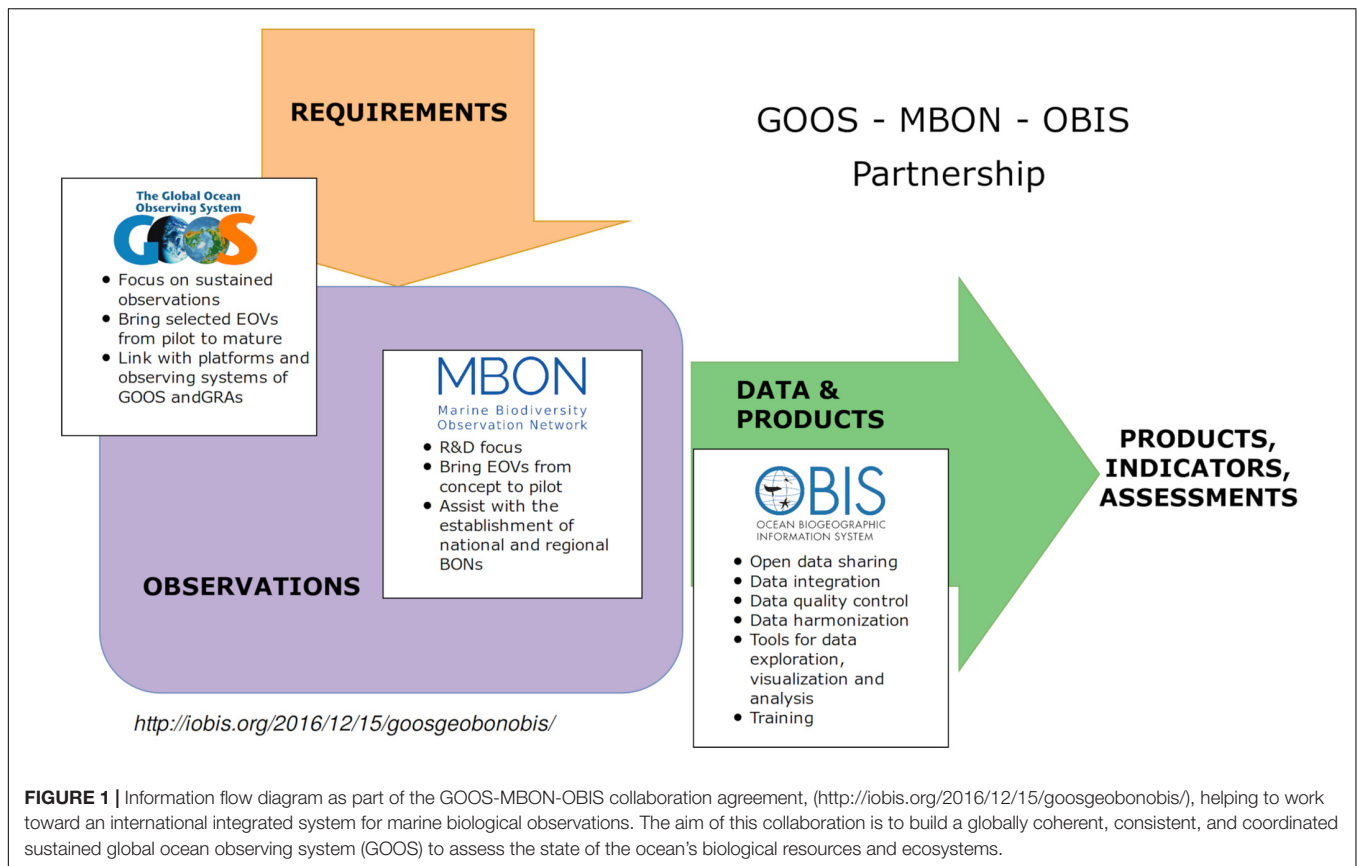 REQUIREMENTS
GOOS - MBON - OBIS
Partnership
The Global Ocean
Observing System
GOOS
• Focus on sustained
observations
• Bring selected EOVs
from pilot to mature
• Link with platforms and
observing systems of
GOOS andGRAs
MBON
Marine Biodiversity
Observation Network
• R&D focus
• Bring EOVs from
concept to pilot
• Assist with the
establishment of
national and regional
BONs
OBSERVATIONS
DATA &
PRODUCTS
OBIS
OCEAN BIOGEOGRAPHIC
INFORMATION SYSTEM
• Open data sharing
• Data integration
• Data quality control
• Data harmonization
• Tools for data
exploration,
visualization and
analysis
• Training
PRODUCTS,
INDICATORS,
ASSESSMENTS
http://iobis.org/2016/12/15/goosgeobonobis/
FIGURE 1 | Information flow diagram as part of the GOOS-MBON-OBIS collaboration agreement, (http://iobis.org/2016/12/15/goosgeobonobis/), helping to work
toward an international integrated system for marine biological observations. The aim of this collaboration is to build a globally coherent, consistent, and coordinated
sustained global ocean observing system (GOOS) to assess the state of the ocean's biological resources and ecosystems.